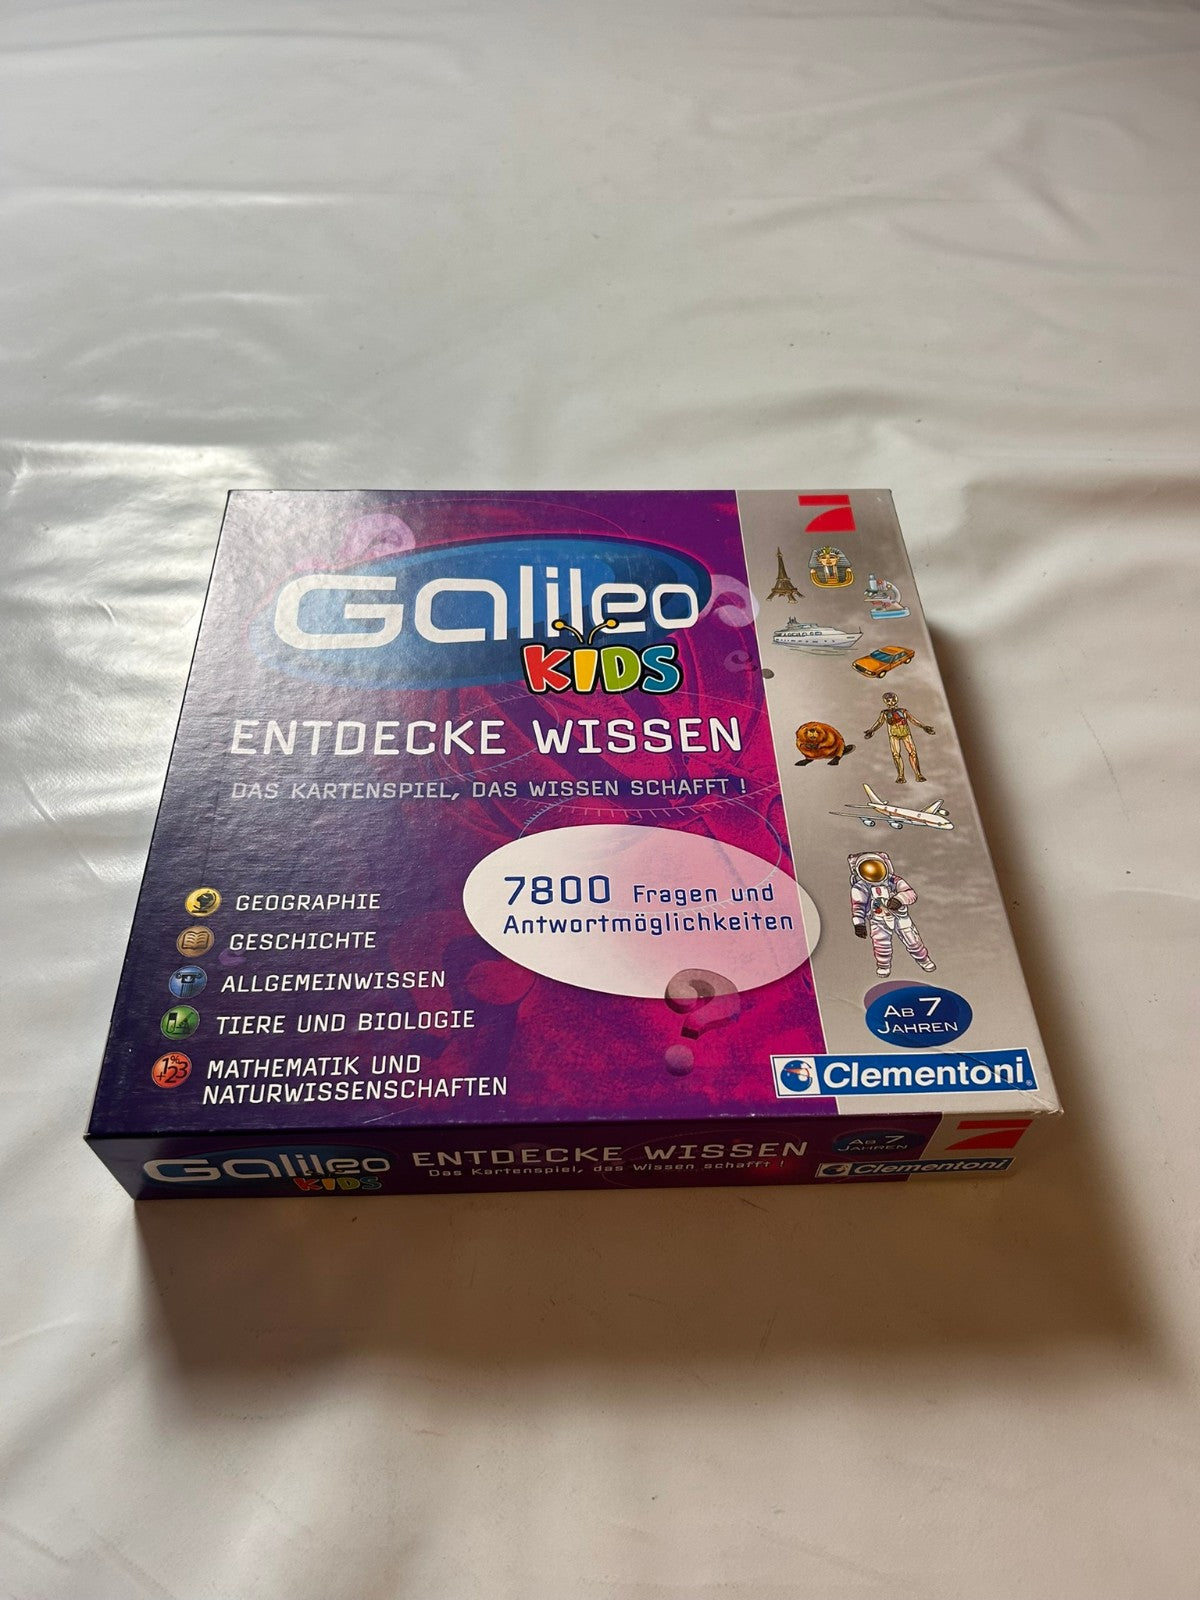 Galileo
KIDS
ENTDECKE WISSEN
DAS KARTENSPIEL, DAS WISSEN SCHAFFT !
7800 Fragen und
Antwortmöglichkeiten
GEOGRAPHIE
GESCHICHTE
ALLGEMEINWISSEN
TIERE UND BIOLOGIE
MATHEMATIK UND
NATURWISSENSCHAFTEN
AB 7
JAHREN
Clementoni®
Galileo
KIDS
ENTDECKE WISSEN
Das Kartenspiel, das Wissen schafft !
AB 7
JAHREN
Clementoni